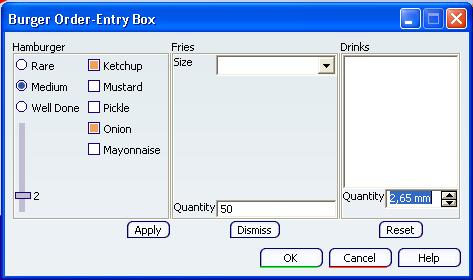 Burger Order-Entry Box
Hamburger
Rare
Medium
Well Done
2
Ketchup
Mustard
Pickle
Onion
Mayonnaise
Apply
Fries
Size
Quantity 50
Dismiss
Drinks
Quantity 2,65 mm
Reset
OK Cancel Help